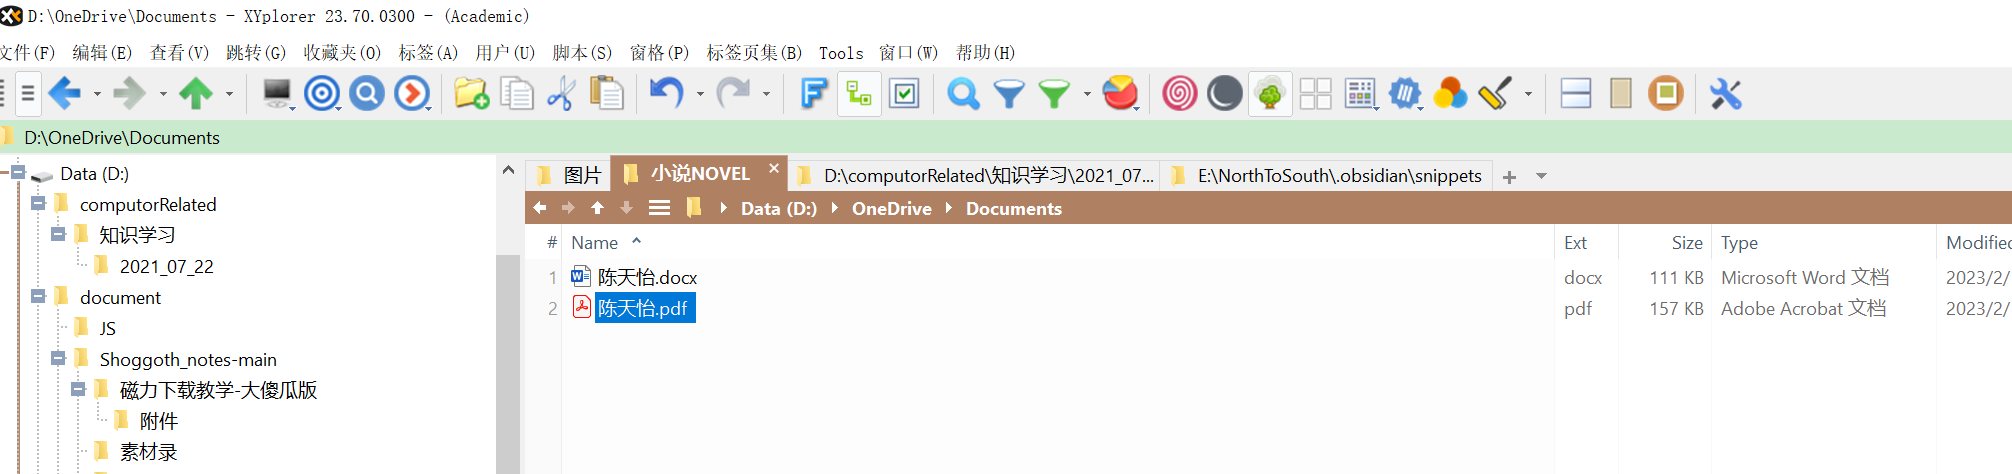 D:\OneDrive\Documents - XYplorer 23.70.0300 - (Academic)
文件(F) 编辑(E) 查看(V) 跳转(G) 收藏夹(O) 标签(A) 用户(U) 脚本(S) 窗格(P) 标签页集(B) Tools 窗口(W) 帮助(H)
D:\OneDrive\Documents
Data (D:)
computorRelated
知识学习
2021_07_22
document
JS
Shoggoth_notes-main
磁力下载教学-大傻瓜版
附件
素材录
图片 小说NOVEL D:\computorRelated\知识学习\2021_07... E:\NorthToSouth\.obsidian\snippets
Data (D:) OneDrive Documents
# Name Ext Size Type Modified
1 陈天怡.docx docx 111 KB Microsoft Word 文档 2023/2/
2 陈天怡.pdf pdf 157 KB Adobe Acrobat 文档 2023/2/